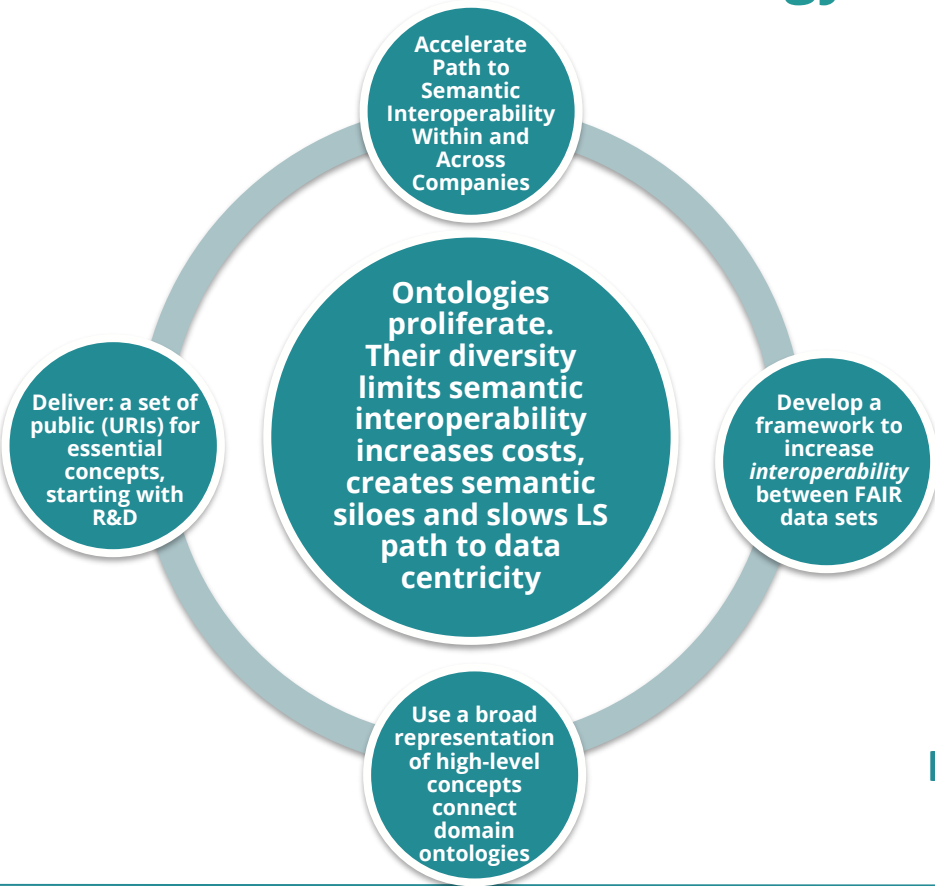 Accelerate
Path to
Semantic
Interoperability
Within and
Across
Companies
Ontologies
proliferate.
Their diversity
limits semantic
interoperability
increases costs,
creates semantic
siloes and slows LS
path to data
centricity
Deliver: a set of
public (URIs) for
essential
concepts,
starting with
R&D
Develop a
framework to
increase
interoperability
between FAIR
data sets
Use a broad
representation
of high-level
concepts
connect
domain
ontologies